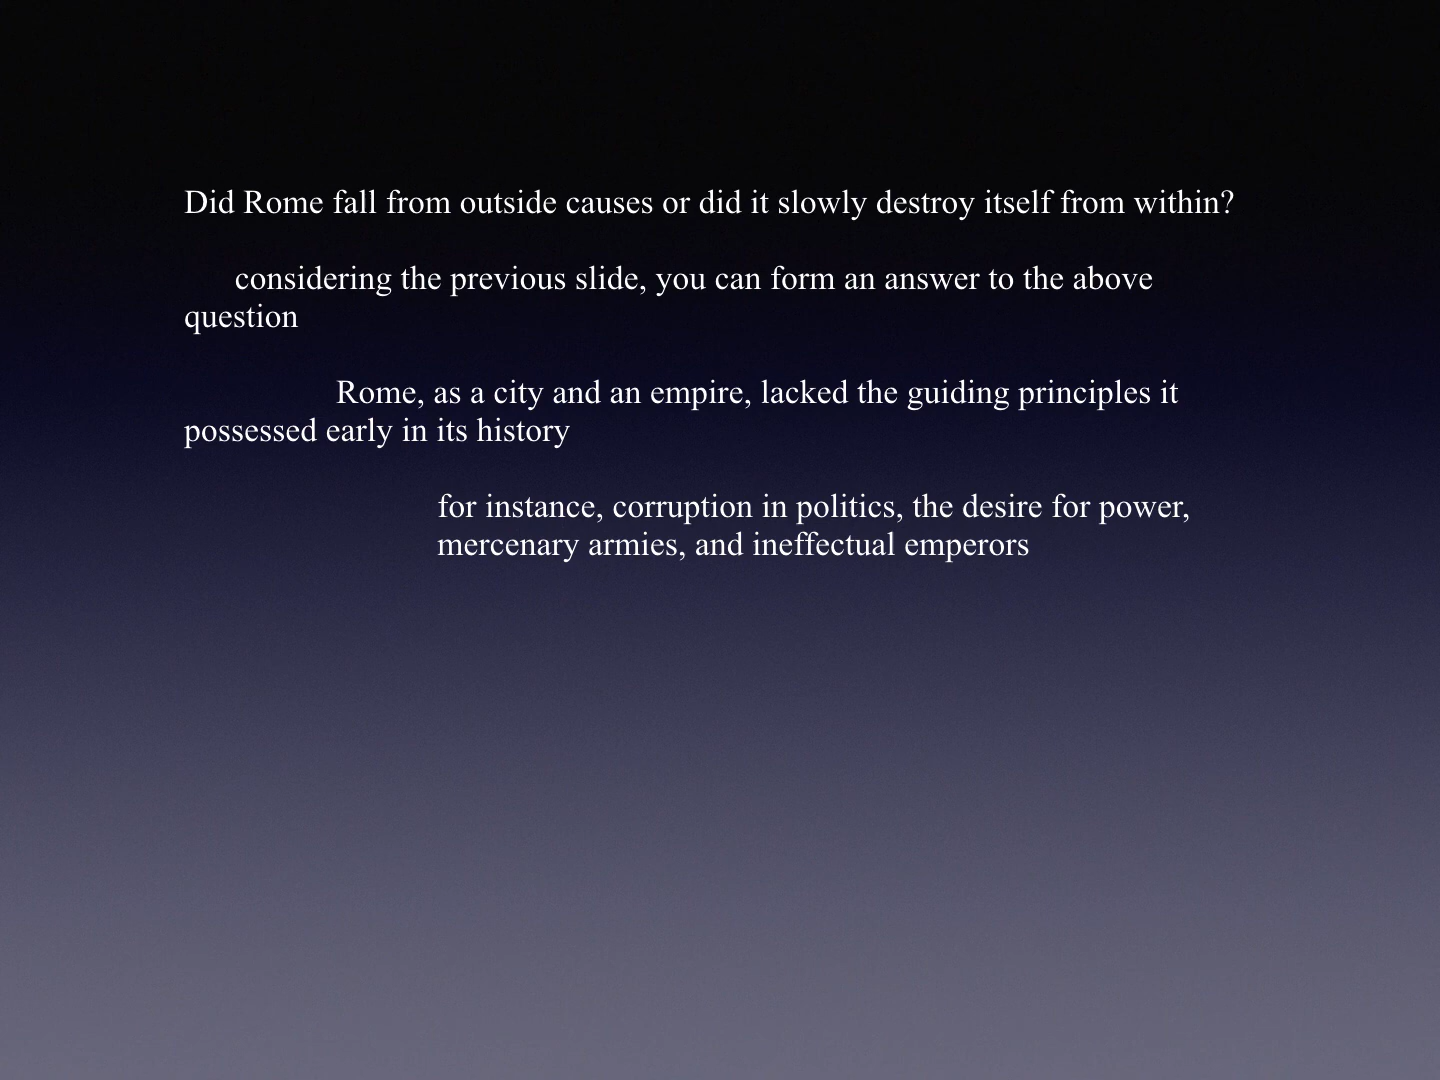 Did Rome fall from outside causes or did it slowly destroy itself from within?
considering the previous slide, you can form an answer to the above
question
Rome, as a city and an empire, lacked the guiding principles it
possessed early in its history
for instance, corruption in politics, the desire for power,
mercenary armies, and ineffectual emperors